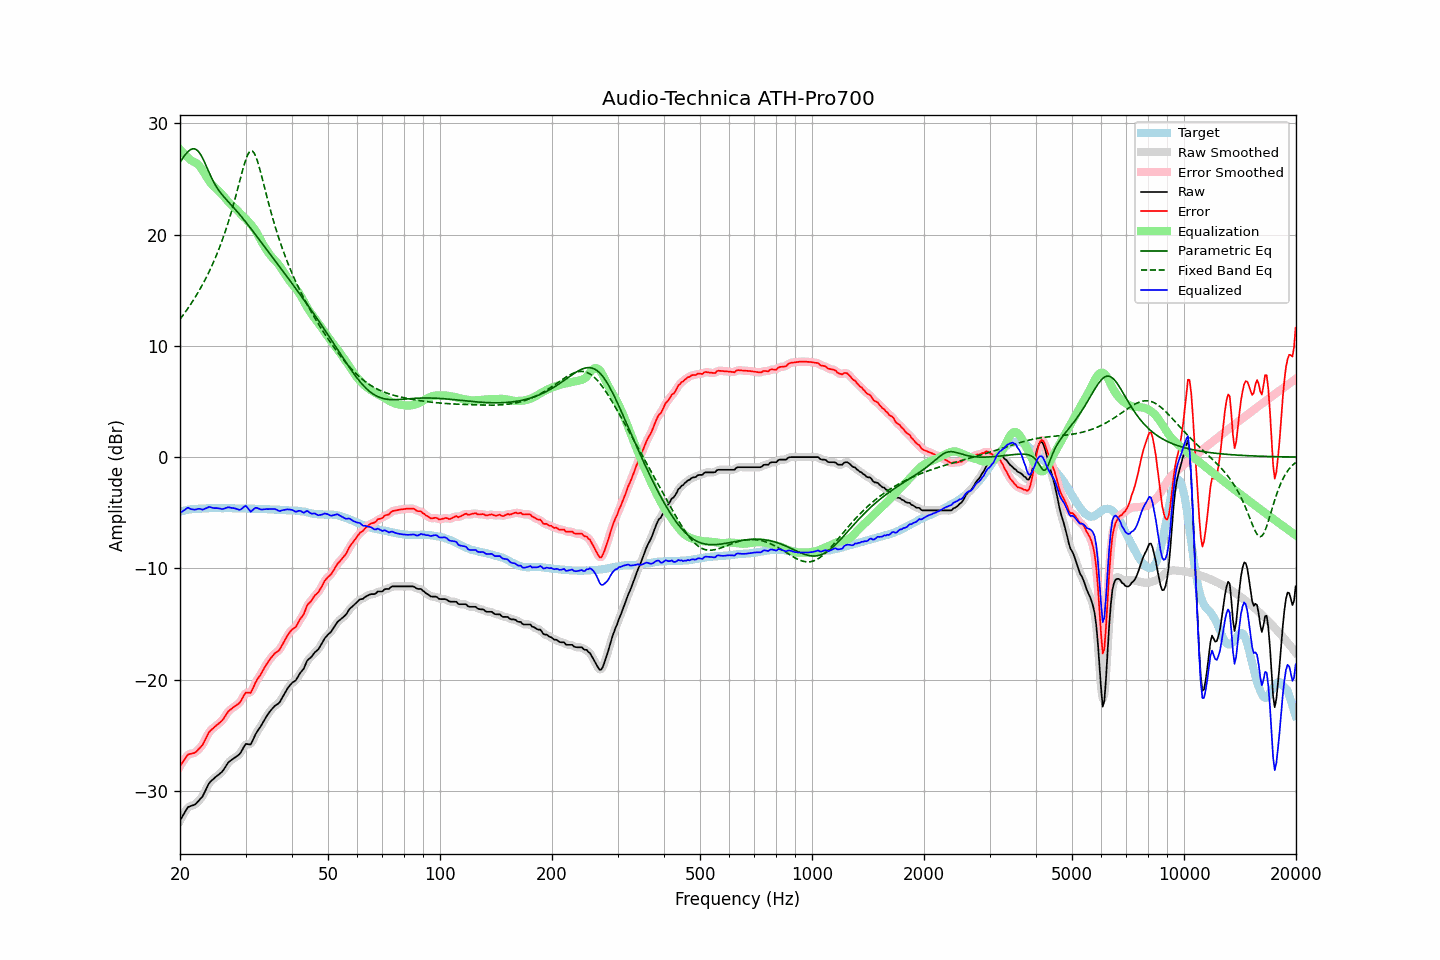 Audio-Technica ATH-Pro700
Target
Raw Smoothed
Error Smoothed
Raw
Error
Equalization
Parametric Eq
Fixed Band Eq
Equalized
Amplitude (dBr)
30
20
10
0
−10
−20
−30
20 50 100 200 500 1000 2000 5000 10000 20000
Frequency (Hz)